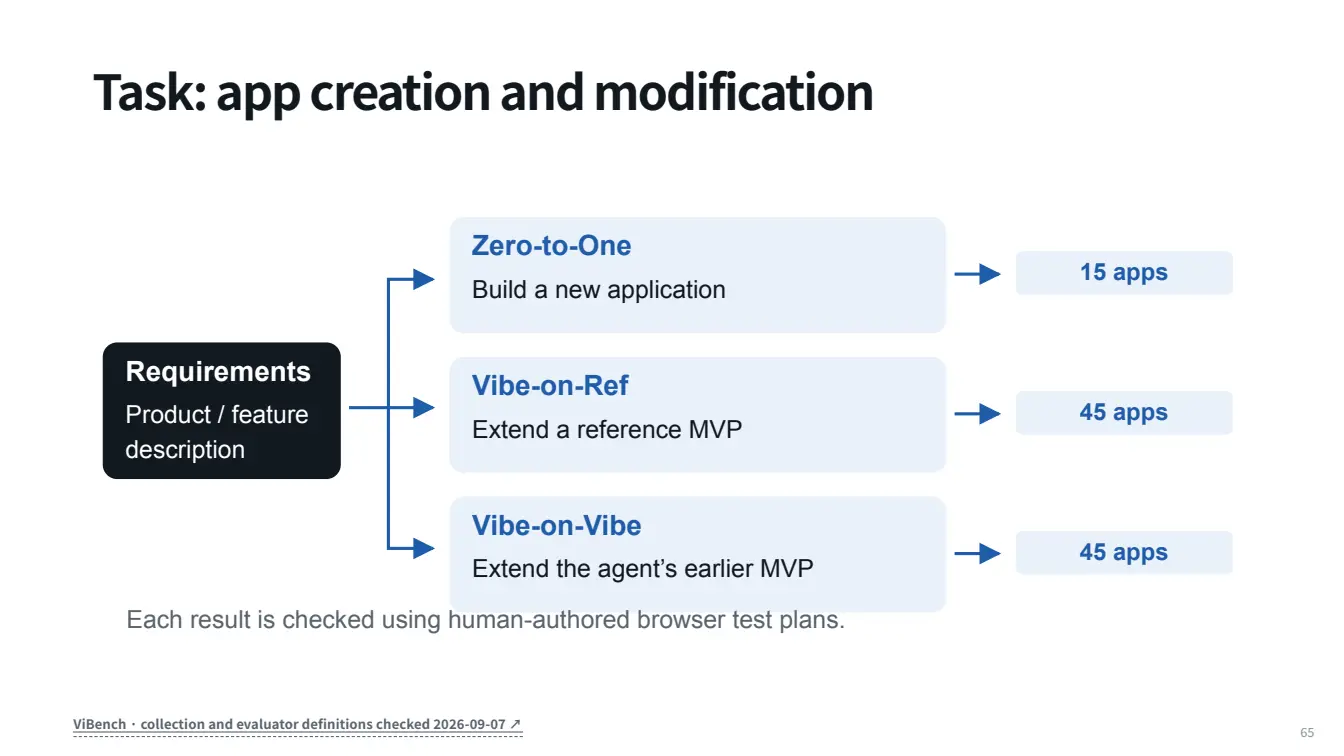 Task: app creation and modification
Requirements
Product / feature
description
Zero-to-One
Build a new application
15 apps
Vibe-on-Ref
Extend a reference MVP
45 apps
Vibe-on-Vibe
Extend the agent’s earlier MVP
45 apps
Each result is checked using human-authored browser test plans.
ViBench · collection and evaluator definitions checked 2026-09-07 ↗
65